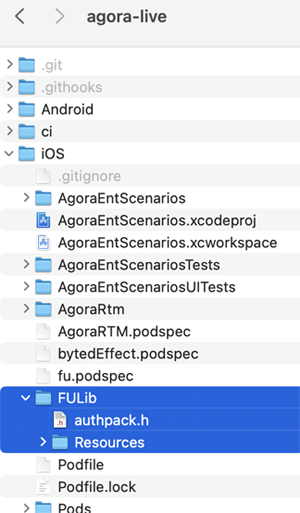 agora-live
.git
.githooks
Android
ci
iOS
.gitignore
AgoraEntScenarios
AgoraEntScenarios.xcodeproj
AgoraEntScenarios.xcworkspace
AgoraEntScenariosTests
AgoraEntScenariosUITests
AgoraRtm
AgoraRTM.podspec
bytedEffect.podspec
fu.podspec
FULib
authpack.h
Resources
Podfile
Podfile.lock
Pods